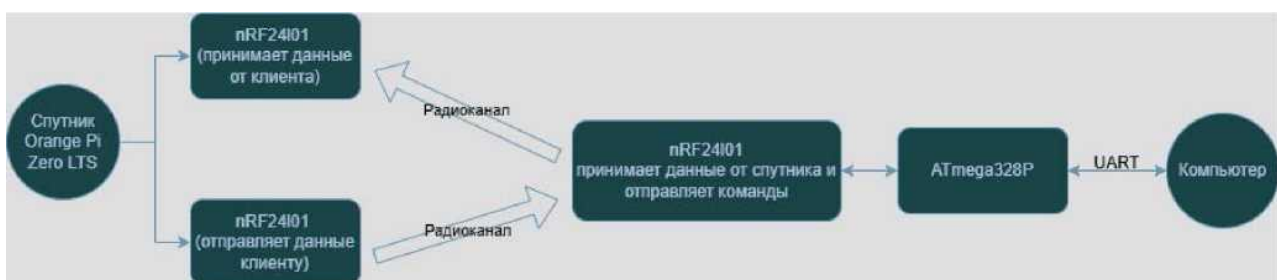 nRF24l01
(принимает данные
от клиента)
Спутник
Orange Pi
Zero LTS
Радиоканал
nRF24l01
принимает данные от спутника и
отправляет команды
ATmega328P
UART
Компьютер
nRF24l01
(отправляет данные
клиенту)
Радиоканал